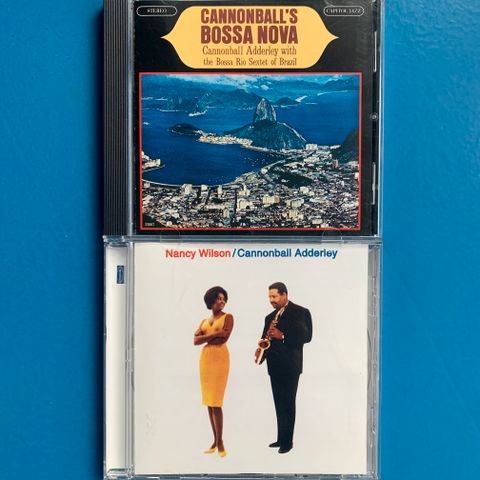 STEREO
CAPITOL JAZZ
CANNONBALL'S
BOSSA NOVA
Cannonball Adderley with
the Bossa Rio Sextet of Brazil
Nancy Wilson/Cannonball Adderley